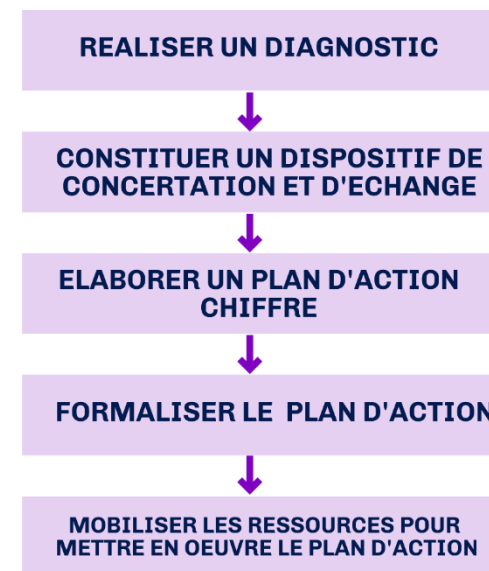 REALISER UN DIAGNOSTIC
CONSTITUER UN DISPOSITIF DE
CONCERTATION ET D'ECHANGE
ELABORER UN PLAN D'ACTION
CHIFFRE
FORMALISER LE PLAN D'ACTION
MOBILISER LES RESSOURCES POUR
METTRE EN OEUVRE LE PLAN D'ACTION